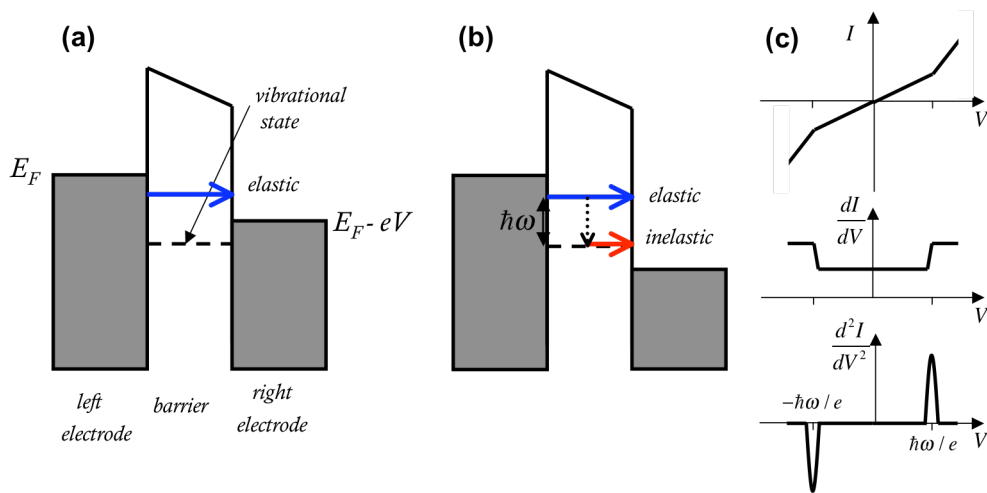 (a)
vibrational
state
E_F
elastic
E_F - eV
left
electrode
barrier
right
electrode
(b)
ħω
elastic
inelastic
(c)
I
V
dI
dV
V
d²I
dV²
-ħω / e
ħω / e
V